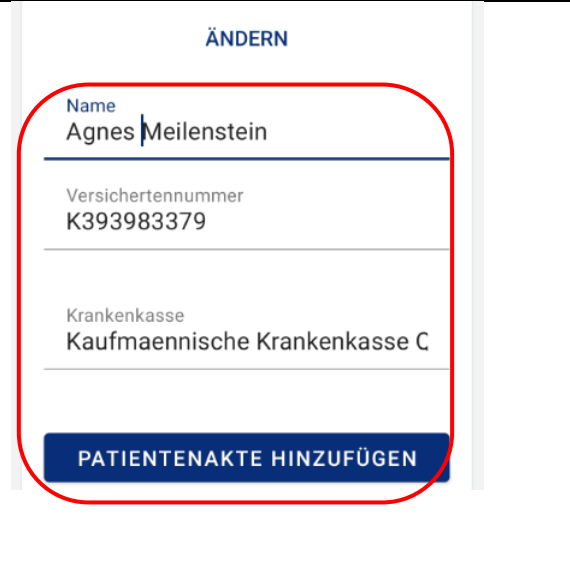 ÄNDERN
Name
Agnes Meilenstein
Versichertennummer
K393983379
Krankenkasse
Kaufmaennische Krankenkasse
PATIENTENAKTE HINZUFÜGEN